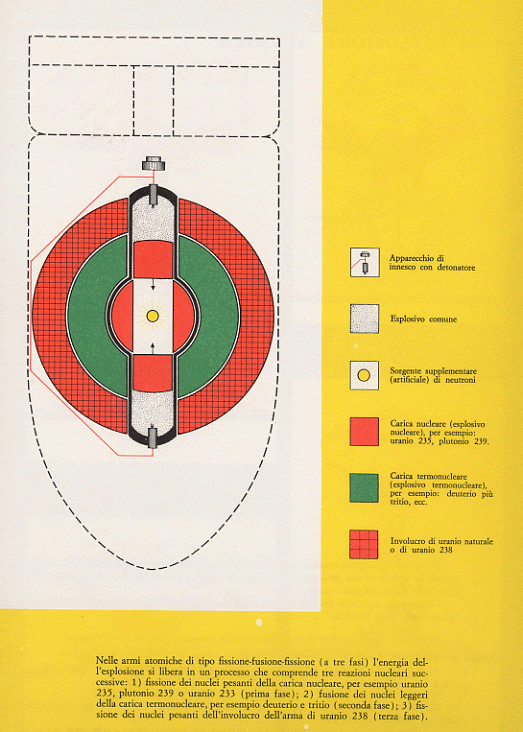 Apparecchio di
innesco con detonatore
Esplosivo comune
Sorgente supplementare
(artificiale) di neutroni
Carica nucleare (esplosivo
nucleare), per esempio:
uranio 235, plutonio 239.
Carica termonucleare
(esplosivo termonucleare),
per esempio: deuterio più
tritio, ecc.
Involucro di uranio naturale
o di uranio 238
Nelle armi atomiche di tipo fissione-fusione-fissione (a tre fasi) l'energia del-
l'esplosione si libera in un processo che comprende tre reazioni nucleari suc-
cessive: 1) fissione dei nuclei pesanti della carica nucleare, per esempio uranio
235, plutonio 239 o uranio 233 (prima fase); 2) fusione dei nuclei leggeri
della carica termonucleare, per esempio deuterio e tritio (seconda fase); 3) fis-
sione dei nuclei pesanti dell'involucro dell'arma di uranio 238 (terza fase).